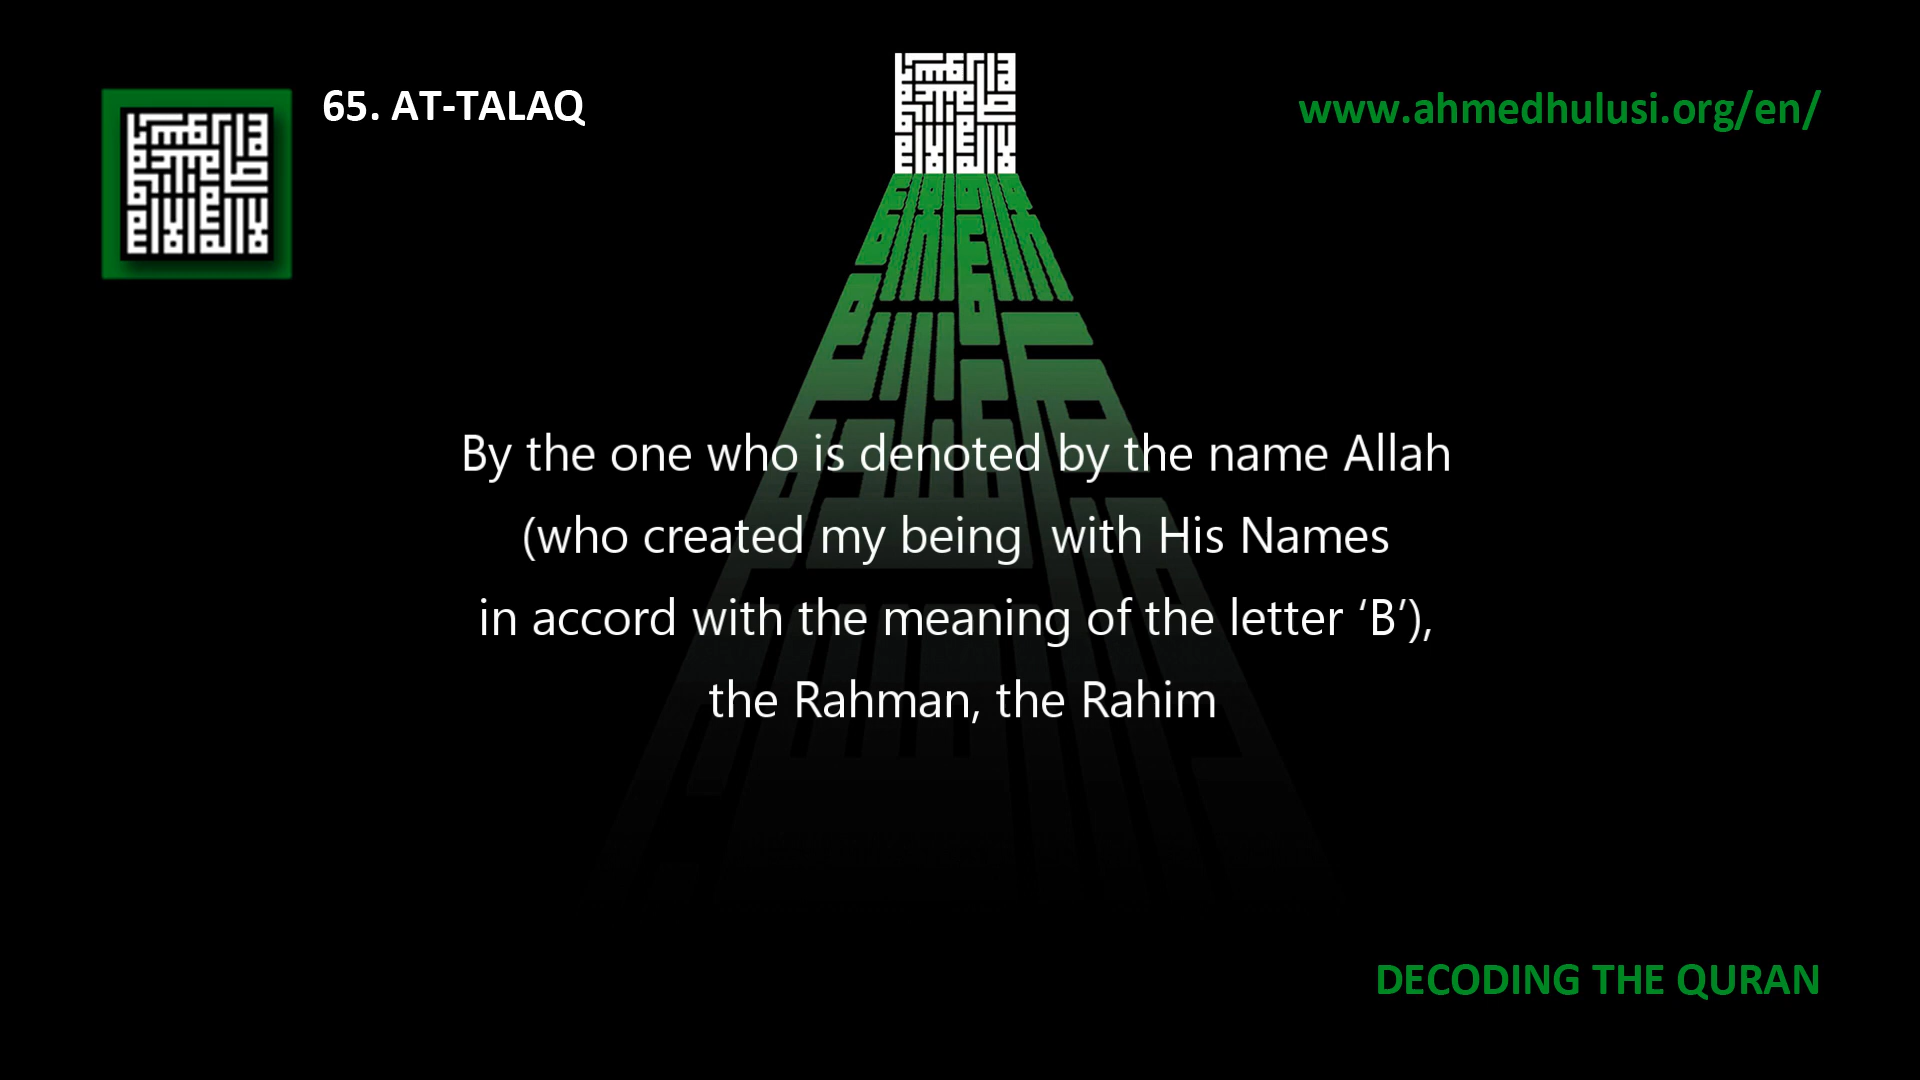 65. AT-TALAQ
www.ahmedhulusi.org/en/
By the one who is denoted by the name Allah
(who created my being  with His Names
in accord with the meaning of the letter ‘B’),
the Rahman, the Rahim
DECODING THE QURAN